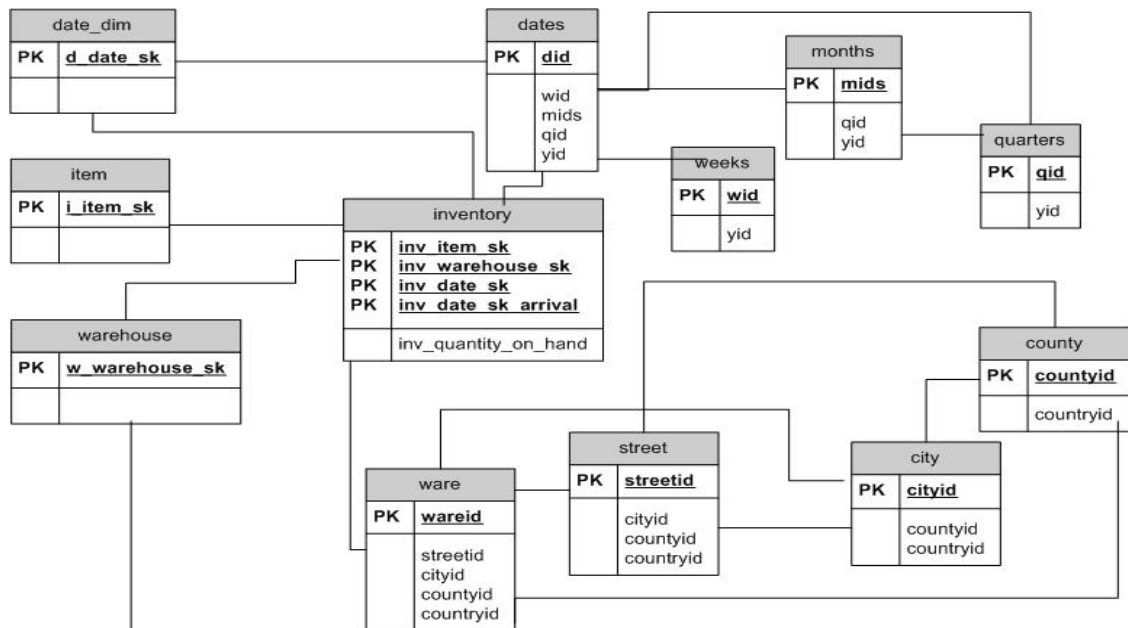 date_dim
PK d_date_sk
dates
PK did
wid
mids
qid
yid
months
PK mids
qid
yid
quarters
PK qid
yid
weeks
PK wid
yid
item
PK i_item_sk
inventory
PK inv_item_sk
PK inv_warehouse_sk
PK inv_date_sk
PK inv_date_sk_arrival
inv_quantity_on_hand
warehouse
PK w_warehouse_sk
county
PK countyid
countryid
street
PK streetid
cityid
countyid
countryid
city
PK cityid
countyid
countryid
ware
PK wareid
streetid
cityid
countyid
countryid